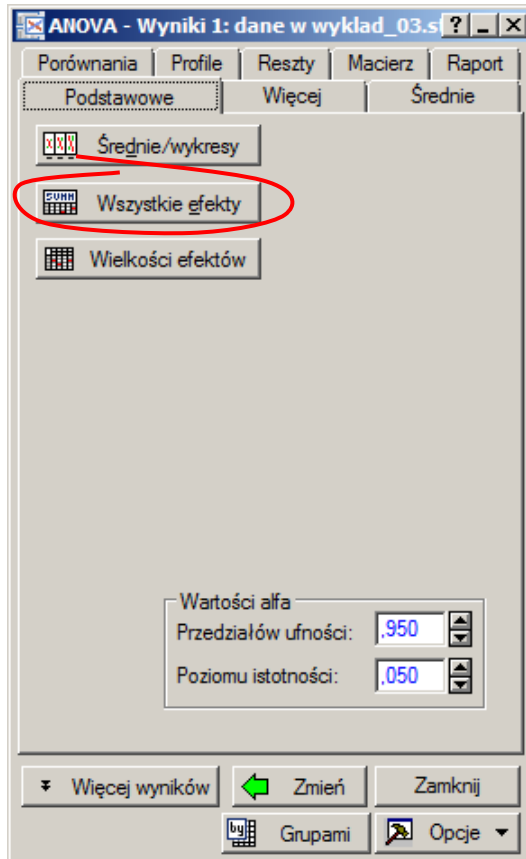 ANOVA - Wyniki 1: dane w wyklad_03.s
Porównania Profile Reszty Macierz Raport
Podstawowe Więcej Średnie
Średnie/wykresy
Wszystkie efekty
Wielkości efektów
Wartości alfa
Przedziałów ufności: ,950
Poziomu istotności: ,050
Więcej wyników Zmień Zamknij
Grupami Opcje